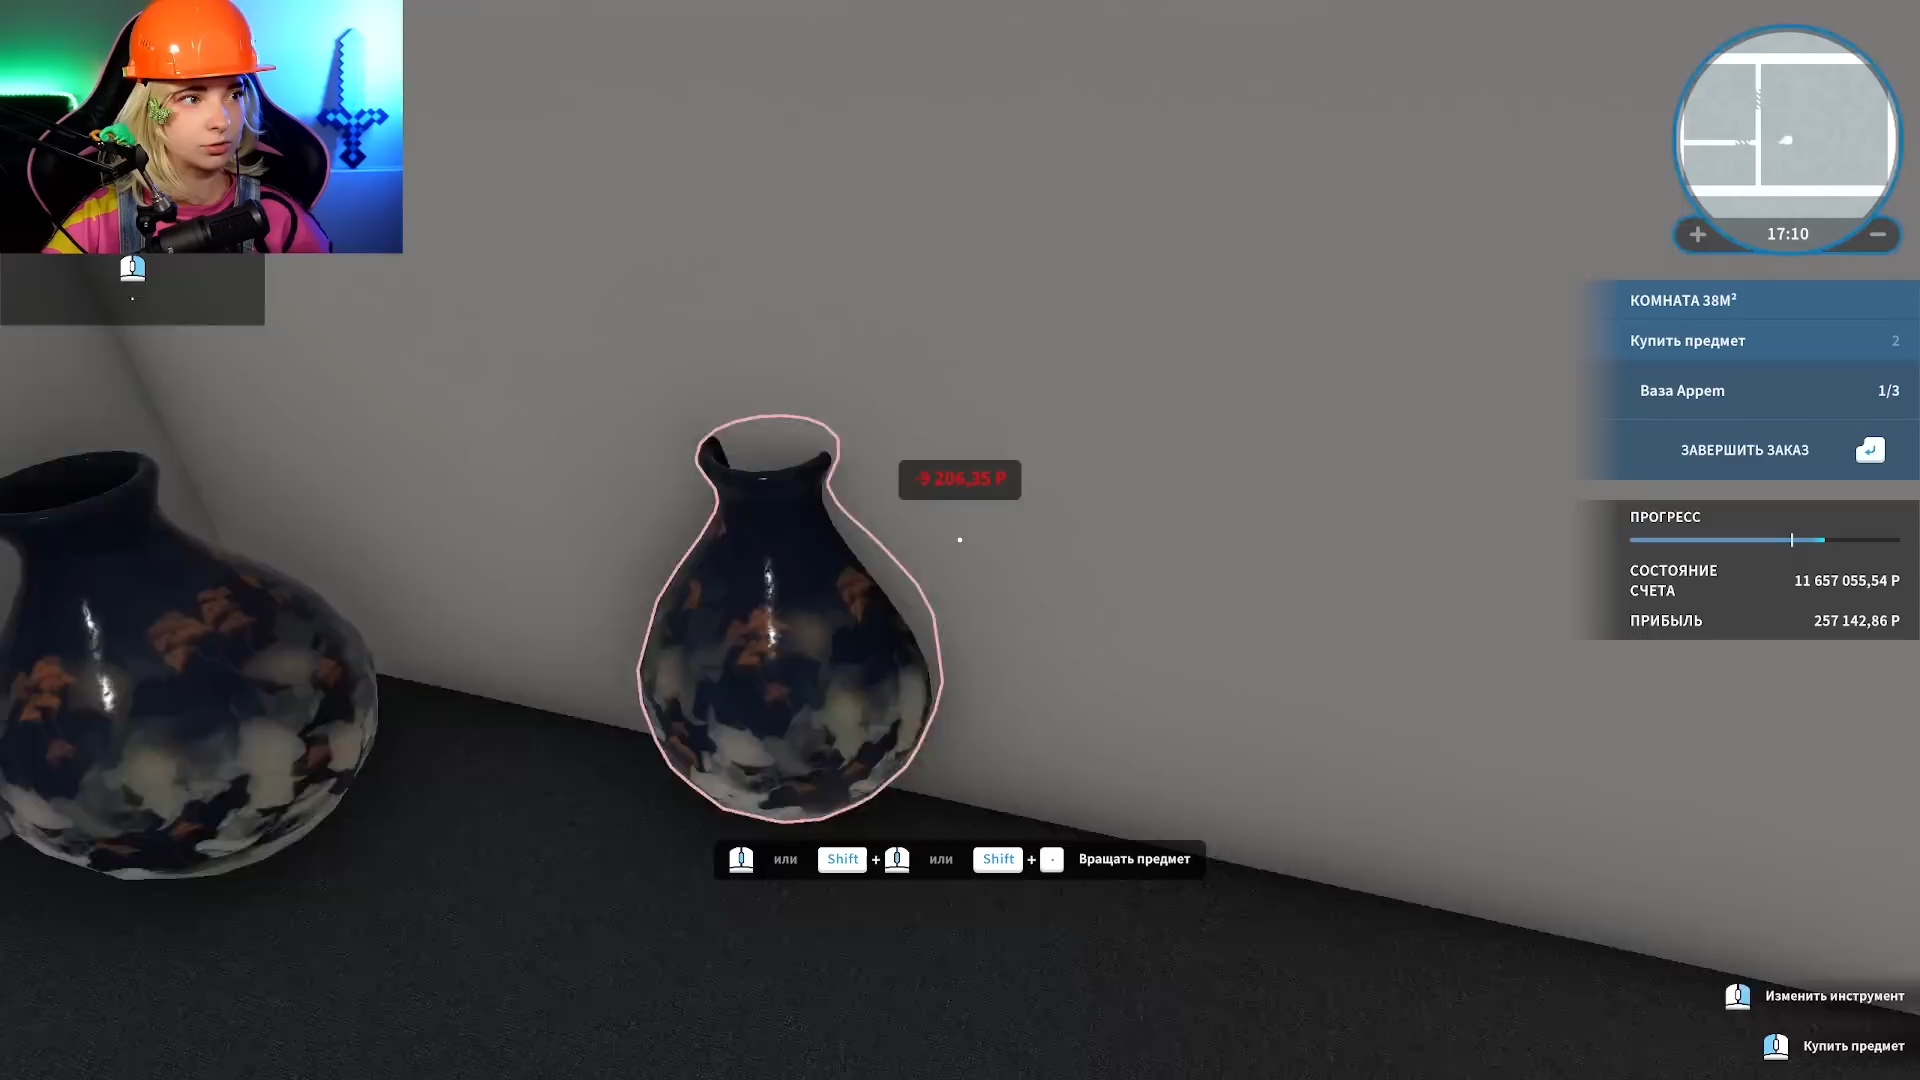 17:10
КОМНАТА 38М²
Купить предмет 2
Ваза Appem 1/3
ЗАВЕРШИТЬ ЗАКАЗ
ПРОГРЕСС
СОСТОЯНИЕ СЧЕТА 11 657 055,54 Р
ПРИБЫЛЬ 257 142,86 Р
-9 206,35 Р
или Shift + или Shift + . Вращать предмет
Изменить инструмент
Купить предмет